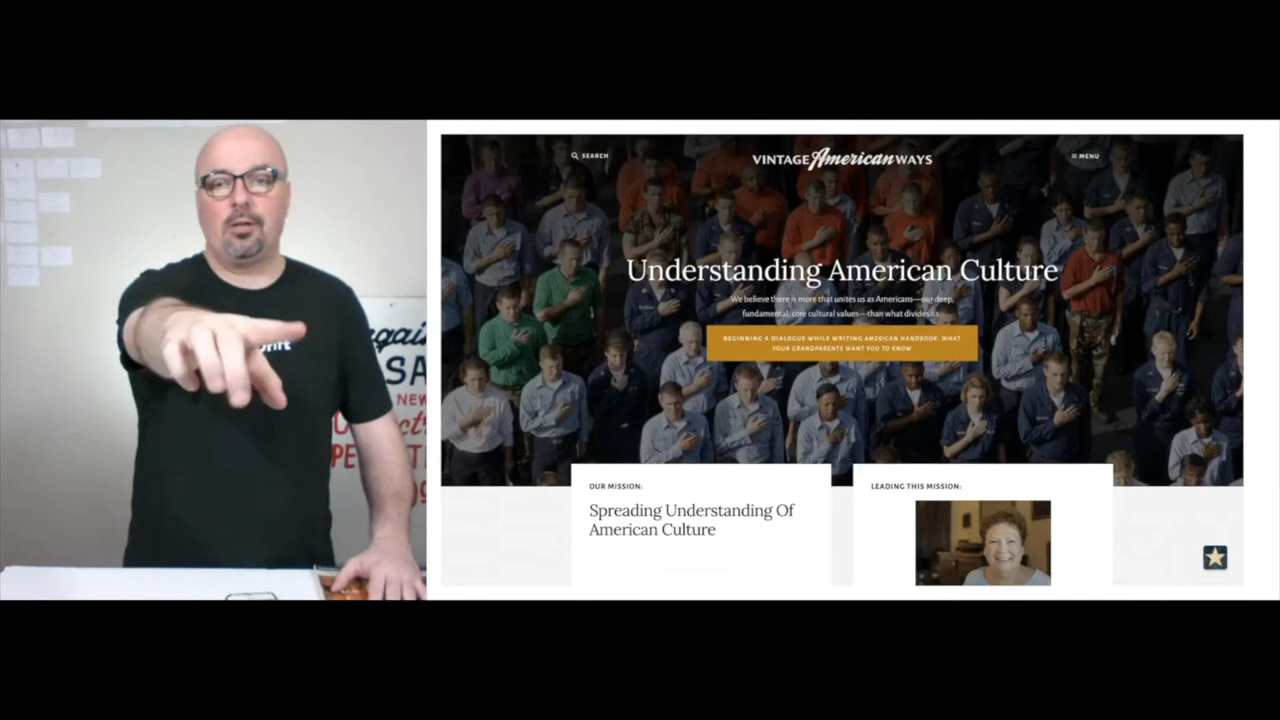 SEARCH
VINTAGE American WAYS
MENU
Understanding American Culture
We believe there is more that unites us as Americans—our deep,
fundamental, core cultural values—than what divides us.
BEGINNING A DIALOGUE WHILE WRITING AMERICAN HANDBOOK: WHAT
YOUR GRANDPARENTS WANT YOU TO KNOW
OUR MISSION:
Spreading Understanding Of
American Culture
LEADING THIS MISSION:
NEW